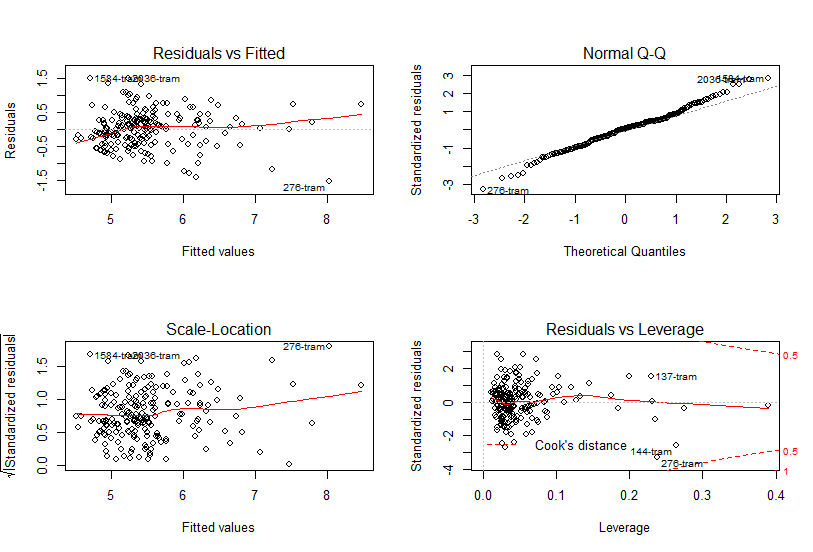 Residuals vs Fitted
Residuals
1.5
0.5
-0.5
-1.5
1584-tram
2036-tram
276-tram
5 6 7 8
Fitted values
Normal Q-Q
Standardized residuals
3
1
-1
-3
2036-tram
1584-tram
276-tram
-3 -2 -1 0 1 2 3
Theoretical Quantiles
Scale-Location
√|Standardized residuals|
1.5
1.0
0.5
0.0
1584-tram
2036-tram
276-tram
5 6 7 8
Fitted values
Residuals vs Leverage
Standardized residuals
4
2
0
-2
-4
137-tram
144-tram
276-tram
Cook's distance
0.5
0.5
1
0.0 0.1 0.2 0.3 0.4
Leverage